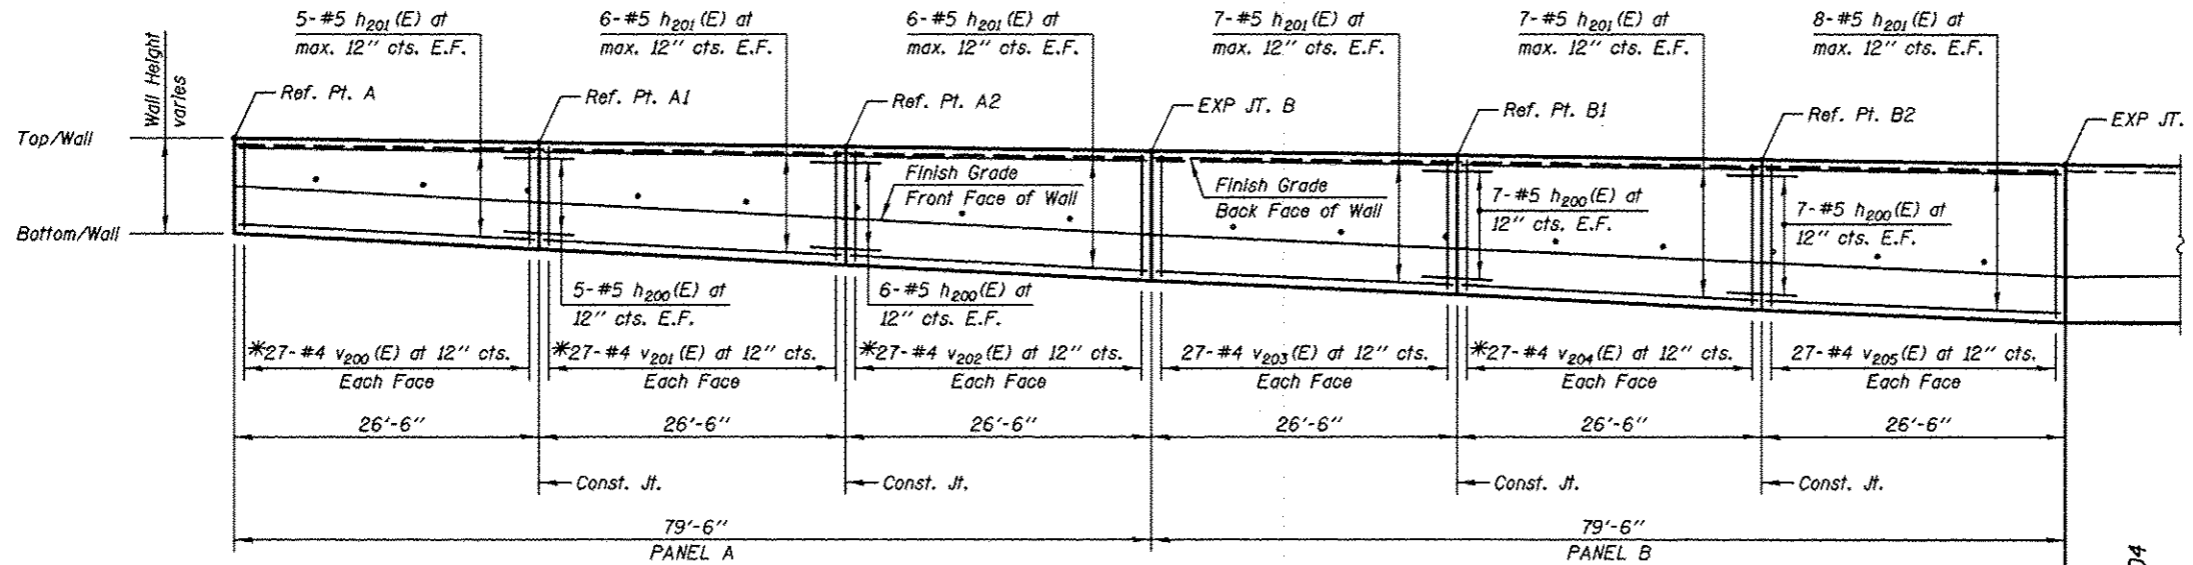 5-#5 h201(E) at
max. 12" cts. E.F.
6-#5 h201(E) at
max. 12" cts. E.F.
6-#5 h201(E) at
max. 12" cts. E.F.
7-#5 h201(E) at
max. 12" cts. E.F.
7-#5 h201(E) at
max. 12" cts. E.F.
8-#5 h201(E) at
max. 12" cts. E.F.
Wall Height
varies
Ref. Pt. A
Ref. Pt. A1
Ref. Pt. A2
EXP JT. B
Ref. Pt. B1
Ref. Pt. B2
EXP JT.
Top/Wall
Bottom/Wall
Finish Grade
Front Face of Wall
Finish Grade
Back Face of Wall
7-#5 h200(E) at
12" cts. E.F.
7-#5 h200(E) at
12" cts. E.F.
5-#5 h200(E) at
12" cts. E.F.
6-#5 h200(E) at
12" cts. E.F.
*27-#4 v200(E) at 12" cts.
Each Face
*27-#4 v201(E) at 12" cts.
Each Face
*27-#4 v202(E) at 12" cts.
Each Face
27-#4 v203(E) at 12" cts.
Each Face
*27-#4 v204(E) at 12" cts.
Each Face
27-#4 v205(E) at 12" cts.
Each Face
26'-6" 26'-6" 26'-6" 26'-6" 26'-6" 26'-6"
Const. Jt. Const. Jt. Const. Jt. Const. Jt.
79'-6" 79'-6"
PANEL A PANEL B
04